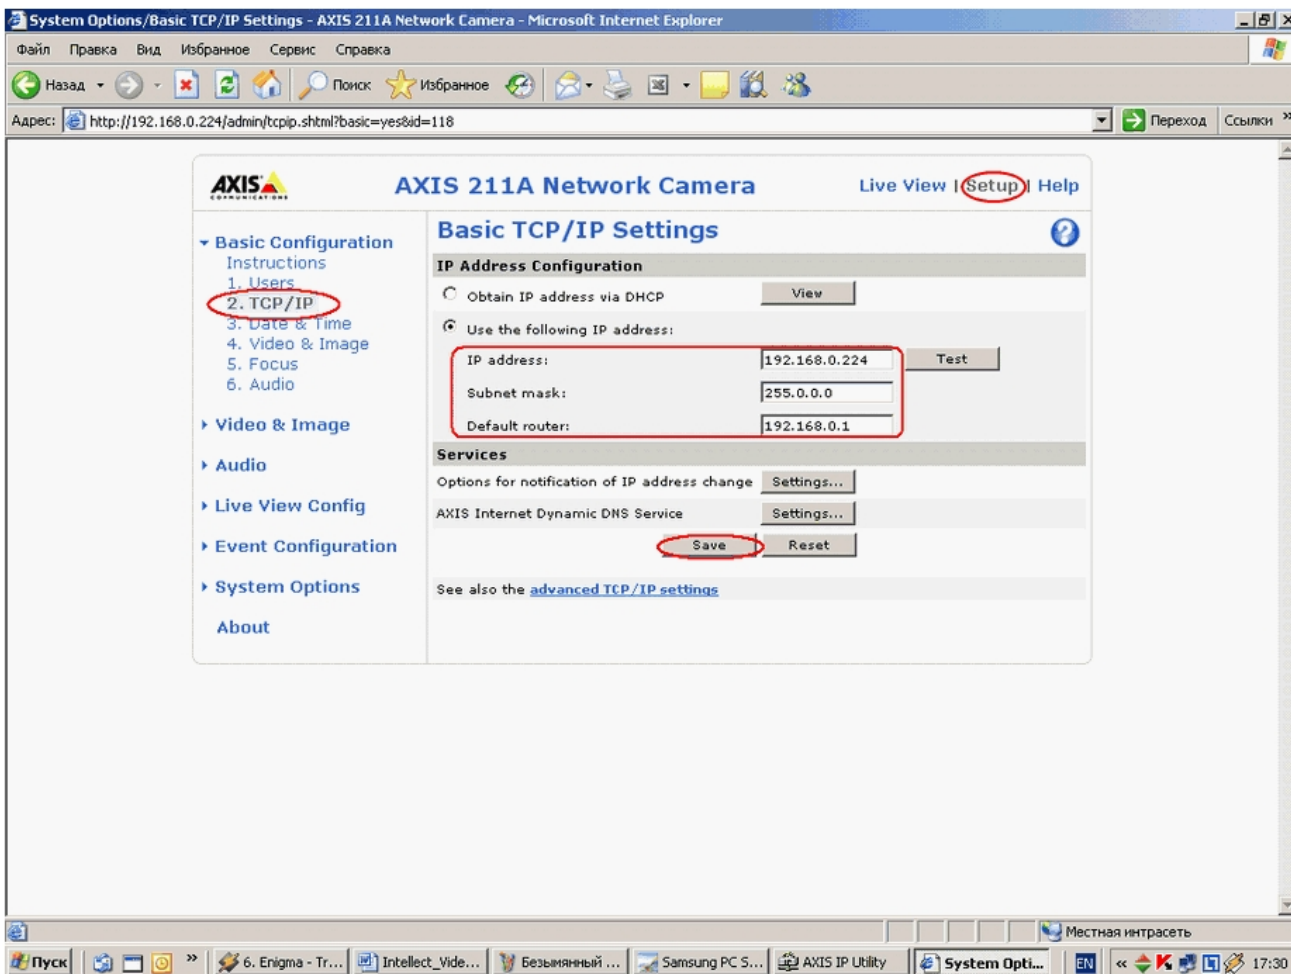 System Options/Basic TCP/IP Settings - AXIS 211A Network Camera - Microsoft Internet Explorer
Файл Правка Вид Избранное Сервис Справка
Назад Поиск Избранное
Адрес: http://192.168.0.224/admin/tcpip.shtml?basic=yes&id=118 Переход Ссылки »
AXIS COMMUNICATIONS
AXIS 211A Network Camera
Live View | Setup | Help
Basic Configuration
Instructions
1. Users
2. TCP/IP
3. Date & Time
4. Video & Image
5. Focus
6. Audio
Video & Image
Audio
Live View Config
Event Configuration
System Options
About
Basic TCP/IP Settings
IP Address Configuration
Obtain IP address via DHCP View
Use the following IP address:
IP address: 192.168.0.224 Test
Subnet mask: 255.0.0.0
Default router: 192.168.0.1
Services
Options for notification of IP address change Settings...
AXIS Internet Dynamic DNS Service Settings...
Save Reset
See also the advanced TCP/IP settings
Местная интрасеть
Пуск » 6. Enigma - Tr... Intellect_Vide... Безымянный ... Samsung PC S... AXIS IP Utility System Opti... EN « 17:30